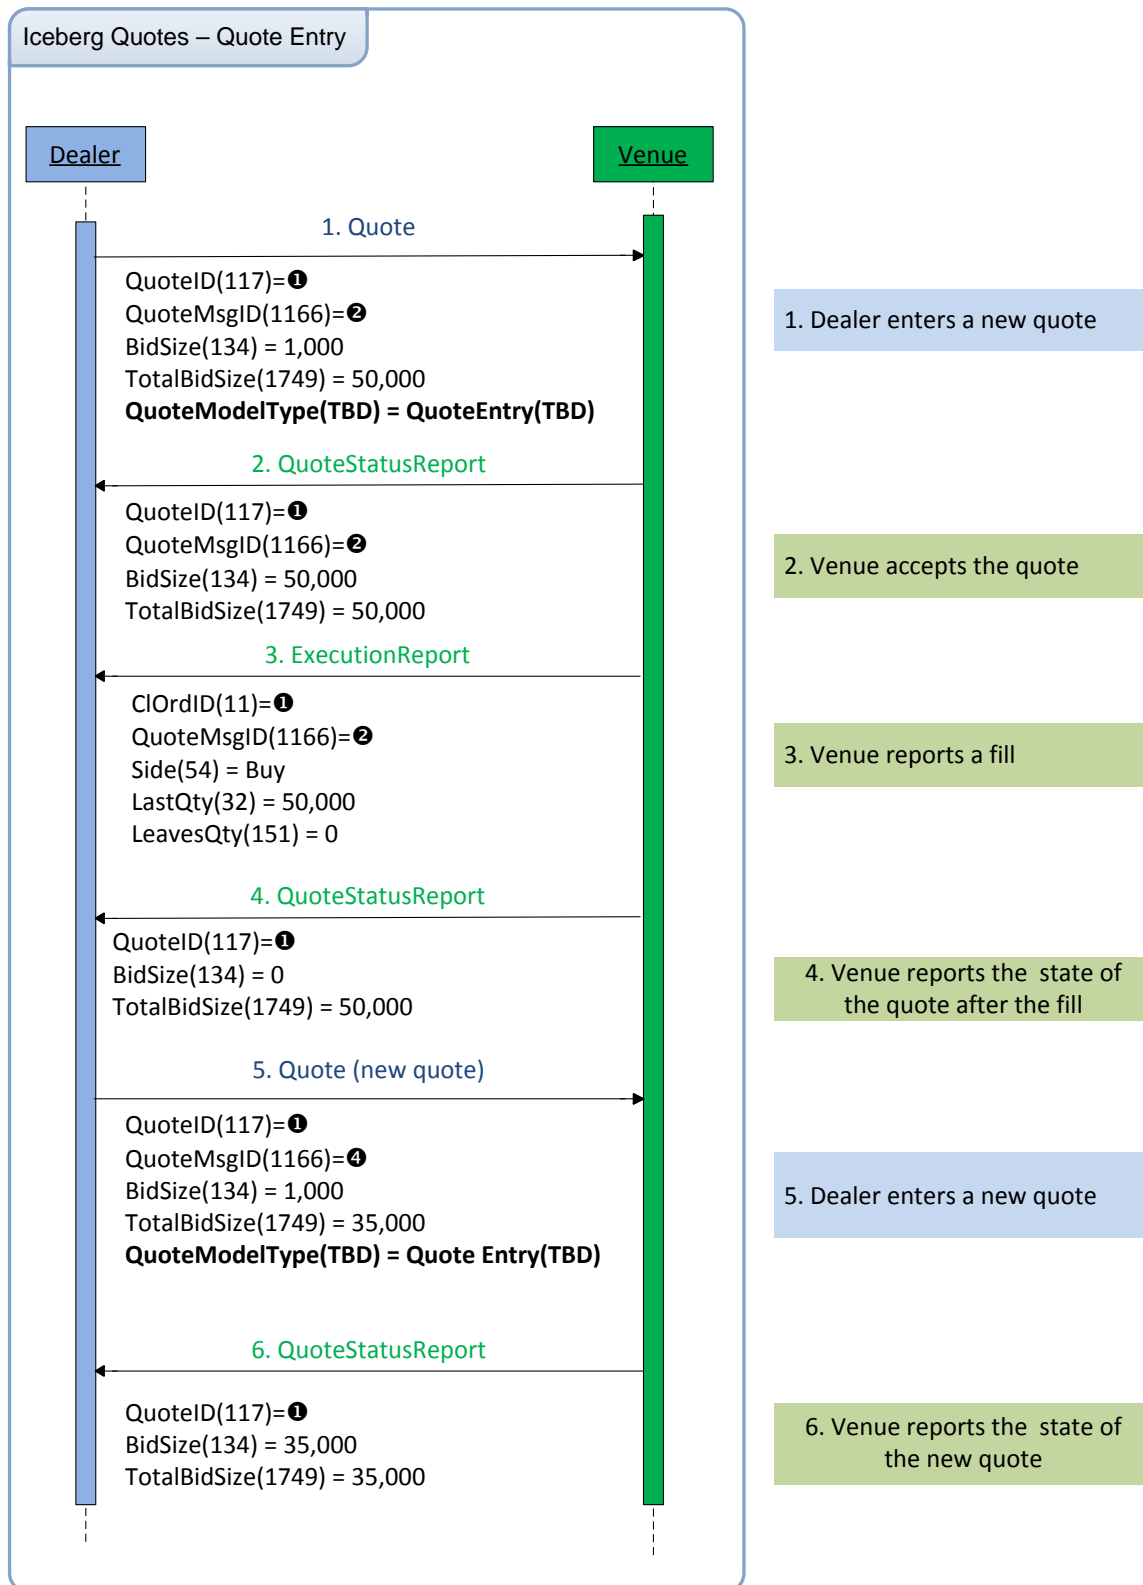 Iceberg Quotes – Quote Entry
Dealer
Venue
1. Quote
QuoteID(117)=❶
QuoteMsgID(1166)=❷
BidSize(134) = 1,000
TotalBidSize(1749) = 50,000
QuoteModelType(TBD) = QuoteEntry(TBD)
1. Dealer enters a new quote
2. QuoteStatusReport
QuoteID(117)=❶
QuoteMsgID(1166)=❷
BidSize(134) = 50,000
TotalBidSize(1749) = 50,000
2. Venue accepts the quote
3. ExecutionReport
ClOrdID(11)=❶
QuoteMsgID(1166)=❷
Side(54) = Buy
LastQty(32) = 50,000
LeavesQty(151) = 0
3. Venue reports a fill
4. QuoteStatusReport
QuoteID(117)=❶
BidSize(134) = 0
TotalBidSize(1749) = 50,000
4. Venue reports the  state of
the quote after the fill
5. Quote (new quote)
QuoteID(117)=❶
QuoteMsgID(1166)=❹
BidSize(134) = 1,000
TotalBidSize(1749) = 35,000
QuoteModelType(TBD) = Quote Entry(TBD)
5. Dealer enters a new quote
6. QuoteStatusReport
QuoteID(117)=❶
BidSize(134) = 35,000
TotalBidSize(1749) = 35,000
6. Venue reports the  state of
the new quote